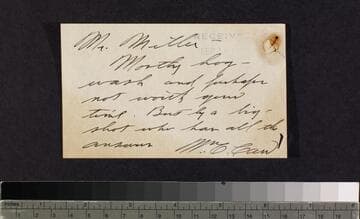 RECEIV
Mr. Miller —
Mostly hog-
wash and perhaps
not worth your
time. But by a big-
shot who has all the
answers